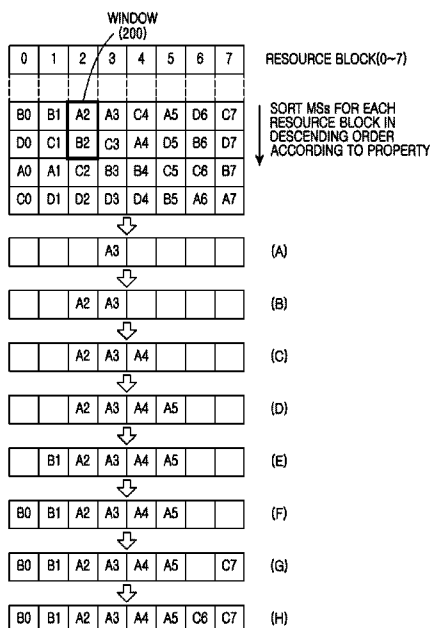 WINDOW
(200)
0 1 2 3 4 5 6 7 RESOURCE BLOCK(0~7)
B0 B1 A2 A3 C4 A5 D6 C7
D0 C1 B2 C3 A4 D5 B6 D7
A0 A1 C2 B3 B4 C5 C6 B7
C0 D1 D2 D3 D4 B5 A6 A7
SORT MSs FOR EACH
RESOURCE BLOCK IN
DESCENDING ORDER
ACCORDING TO PROPERTY
A3 (A)
A2 A3 (B)
A2 A3 A4 (C)
A2 A3 A4 A5 (D)
B1 A2 A3 A4 A5 (E)
B0 B1 A2 A3 A4 A5 (F)
B0 B1 A2 A3 A4 A5 C7 (G)
B0 B1 A2 A3 A4 A5 C6 C7 (H)